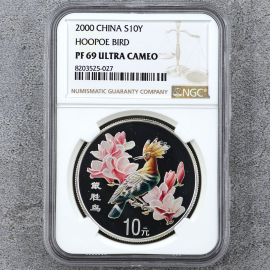 2000 CHINA S10Y
HOOPOE BIRD
PF 69 ULTRA CAMEO
8203525-027
NUMISMATIC GUARANTY COMPANY
NGC
戴胜鸟
10元